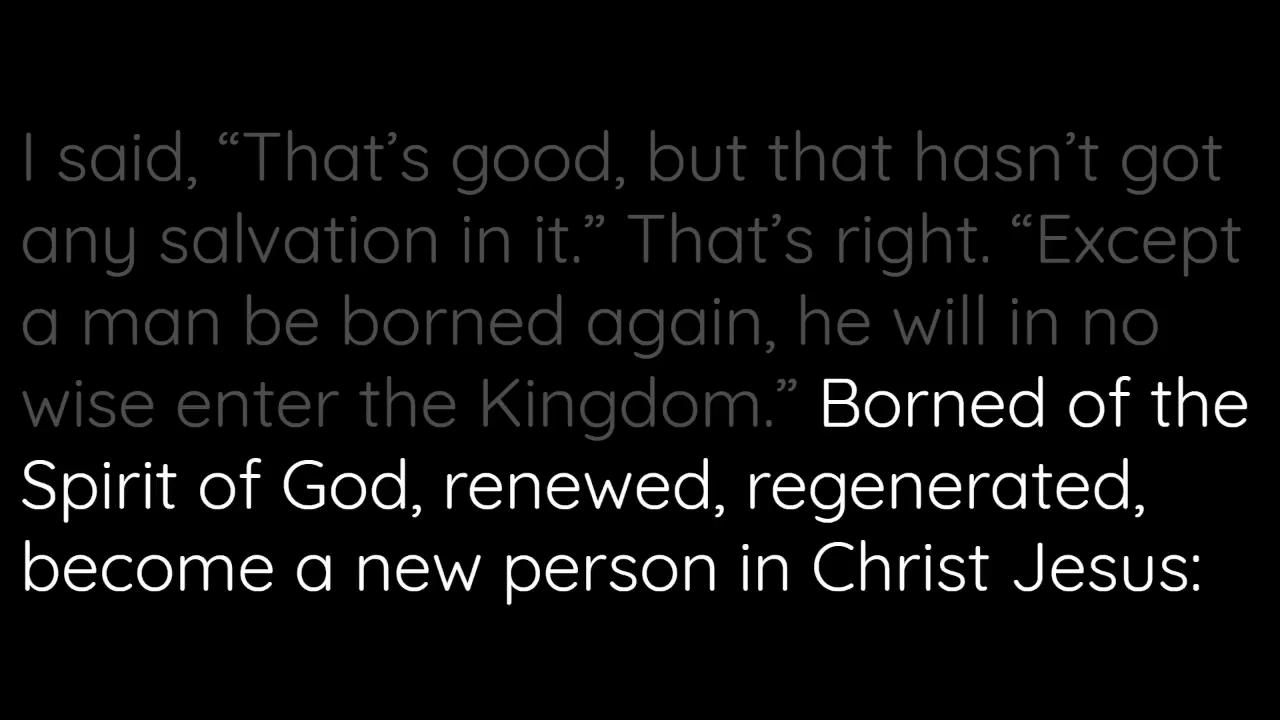 I said, “That’s good, but that hasn’t got
any salvation in it.” That’s right. “Except
a man be borned again, he will in no
wise enter the Kingdom.” Borned of the
Spirit of God, renewed, regenerated,
become a new person in Christ Jesus: